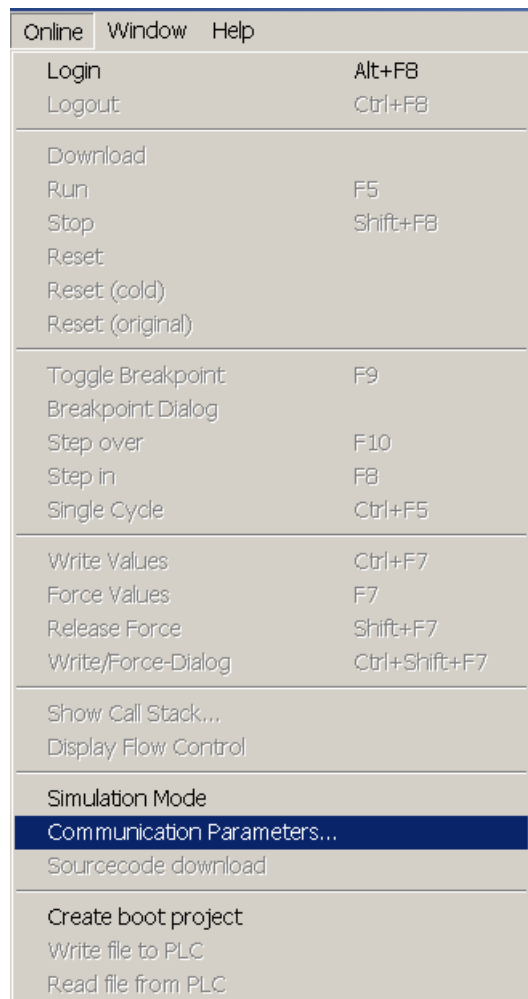 Online Window Help
Login Alt+F8
Logout Ctrl+F8
Download
Run F5
Stop Shift+F8
Reset
Reset (cold)
Reset (original)
Toggle Breakpoint F9
Breakpoint Dialog
Step over F10
Step in F8
Single Cycle Ctrl+F5
Write Values Ctrl+F7
Force Values F7
Release Force Shift+F7
Write/Force-Dialog Ctrl+Shift+F7
Show Call Stack...
Display Flow Control
Simulation Mode
Communication Parameters...
Sourcecode download
Create boot project
Write file to PLC
Read file from PLC